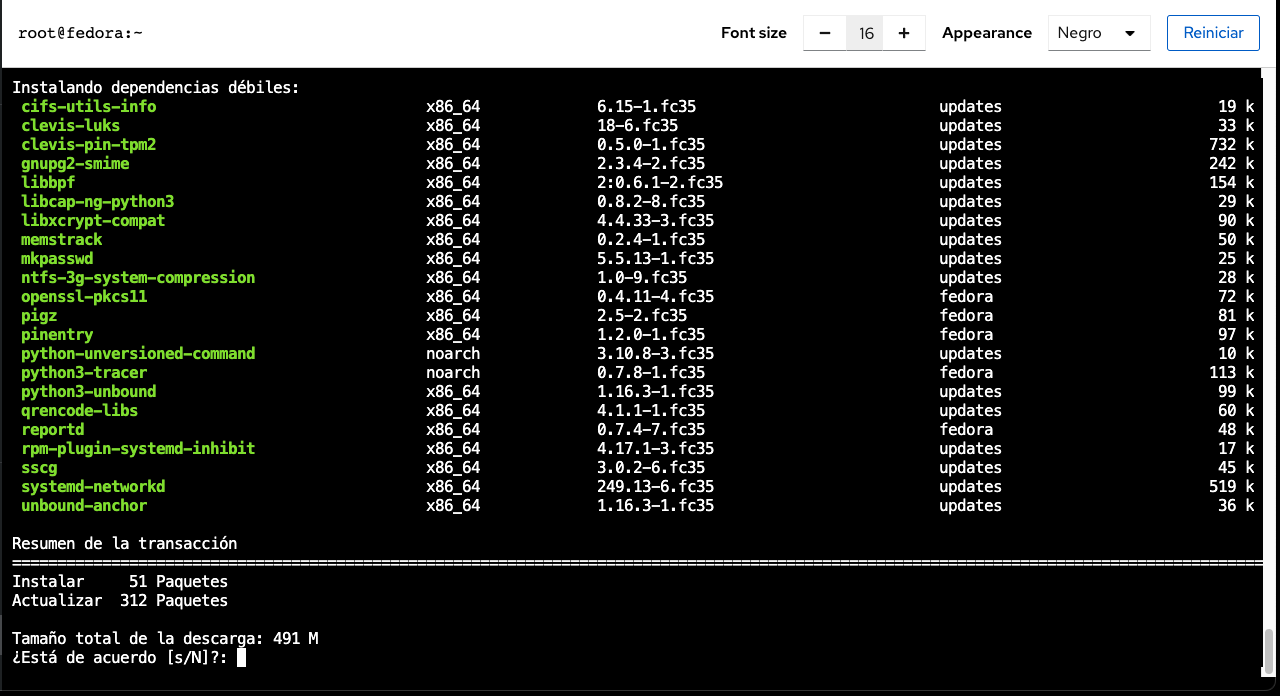 root@fedora:~ Font size − 16 + Appearance Negro Reiniciar
Instalando dependencias débiles:
cifs-utils-info x86_64 6.15-1.fc35 updates 19 k
clevis-luks x86_64 18-6.fc35 updates 33 k
clevis-pin-tpm2 x86_64 0.5.0-1.fc35 updates 732 k
gnupg2-smime x86_64 2.3.4-2.fc35 updates 242 k
libbpf x86_64 2:0.6.1-2.fc35 updates 154 k
libcap-ng-python3 x86_64 0.8.2-8.fc35 updates 29 k
libxcrypt-compat x86_64 4.4.33-3.fc35 updates 90 k
memstrack x86_64 0.2.4-1.fc35 updates 50 k
mkpasswd x86_64 5.5.13-1.fc35 updates 25 k
ntfs-3g-system-compression x86_64 1.0-9.fc35 updates 28 k
openssl-pkcs11 x86_64 0.4.11-4.fc35 fedora 72 k
pigz x86_64 2.5-2.fc35 fedora 81 k
pinentry x86_64 1.2.0-1.fc35 fedora 97 k
python-unversioned-command noarch 3.10.8-3.fc35 updates 10 k
python3-tracer noarch 0.7.8-1.fc35 fedora 113 k
python3-unbound x86_64 1.16.3-1.fc35 updates 99 k
qrencode-libs x86_64 4.1.1-1.fc35 updates 60 k
reportd x86_64 0.7.4-7.fc35 fedora 48 k
rpm-plugin-systemd-inhibit x86_64 4.17.1-3.fc35 updates 17 k
sscg x86_64 3.0.2-6.fc35 updates 45 k
systemd-networkd x86_64 249.13-6.fc35 updates 519 k
unbound-anchor x86_64 1.16.3-1.fc35 updates 36 k
Resumen de la transacción
Instalar 51 Paquetes
Actualizar 312 Paquetes
Tamaño total de la descarga: 491 M
¿Está de acuerdo [s/N]?: